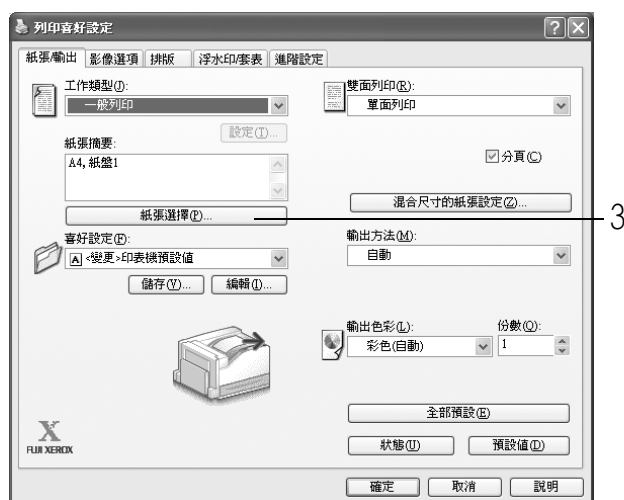 列印喜好設定
紙張/輸出 影像選項 排版 浮水印/套表 進階設定
工作類型(J):
一般列印
設定(T)...
紙張摘要:
A4, 紙盤1
紙張選擇(P)...
喜好設定(F):
A <變更>印表機預設值
儲存(Y)... 編輯(I)...
雙面列印(R):
單面列印
分頁(C)
混合尺寸的紙張設定(Z)...
3
輸出方法(M):
自動
輸出色彩(L): 份數(O):
彩色(自動) 1
全部預設(E)
狀態(U) 預設值(D)
X
FUJI XEROX
確定 取消 說明